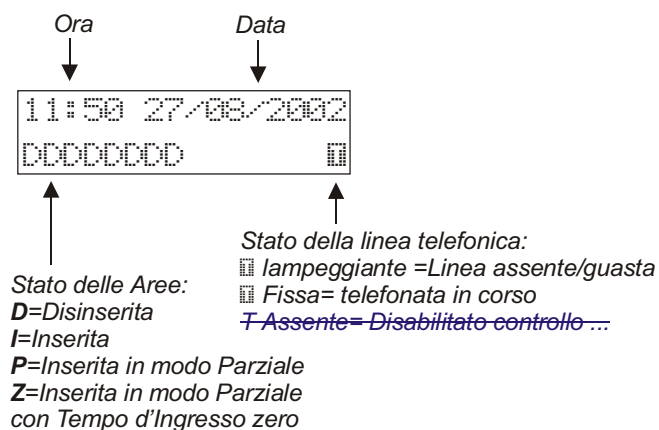 Ora
Data
11:50 27/08/2002
DDDDDDDD T
Stato della linea telefonica:
T lampeggiante =Linea assente/guasta
T Fissa= telefonata in corso
T Assente= Disabilitato controllo ...
Stato delle Aree:
D=Disinserita
I=Inserita
P=Inserita in modo Parziale
Z=Inserita in modo Parziale
con Tempo d'Ingresso zero